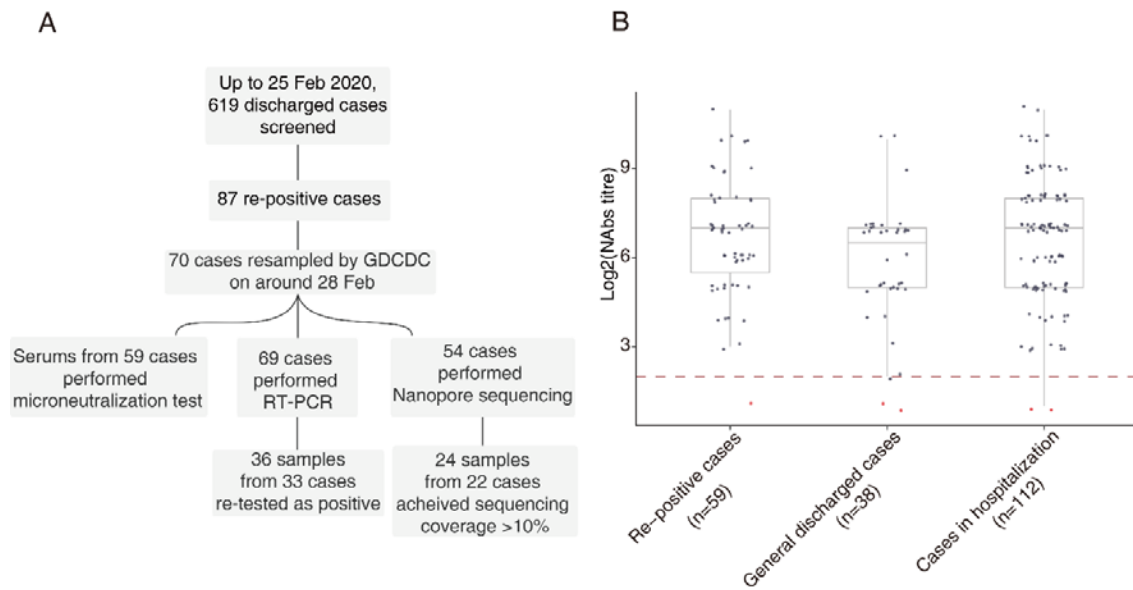 A
Up to 25 Feb 2020,
619 discharged cases
screened
87 re-positive cases
70 cases resampled by GDCDC
on around 28 Feb
Serums from 59 cases
performed
microneutralization test
69 cases
performed
RT-PCR
54 cases
performed
Nanopore sequencing
36 samples
from 33 cases
re-tested as positive
24 samples
from 22 cases
acheived sequencing
coverage >10%
B
Log2(NAbs titre)
9
6
3
Re-positive cases
(n=59)
General discharged cases
(n=38)
Cases in hospitalization
(n=112)